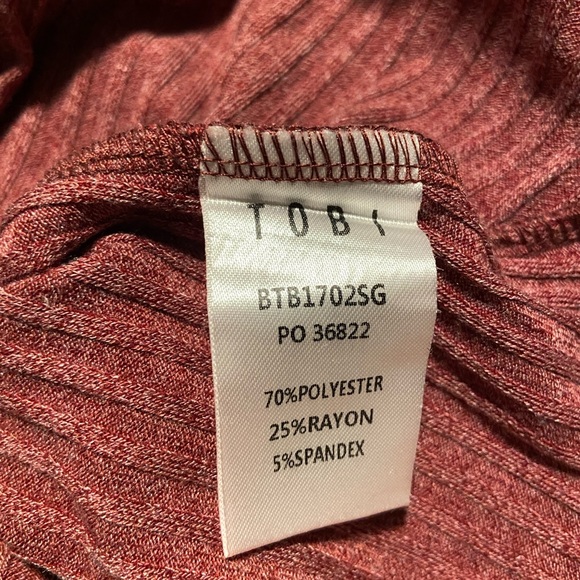 TOBI
BTB1702SG
PO 36822
70%POLYESTER
25%RAYON
5%SPANDEX